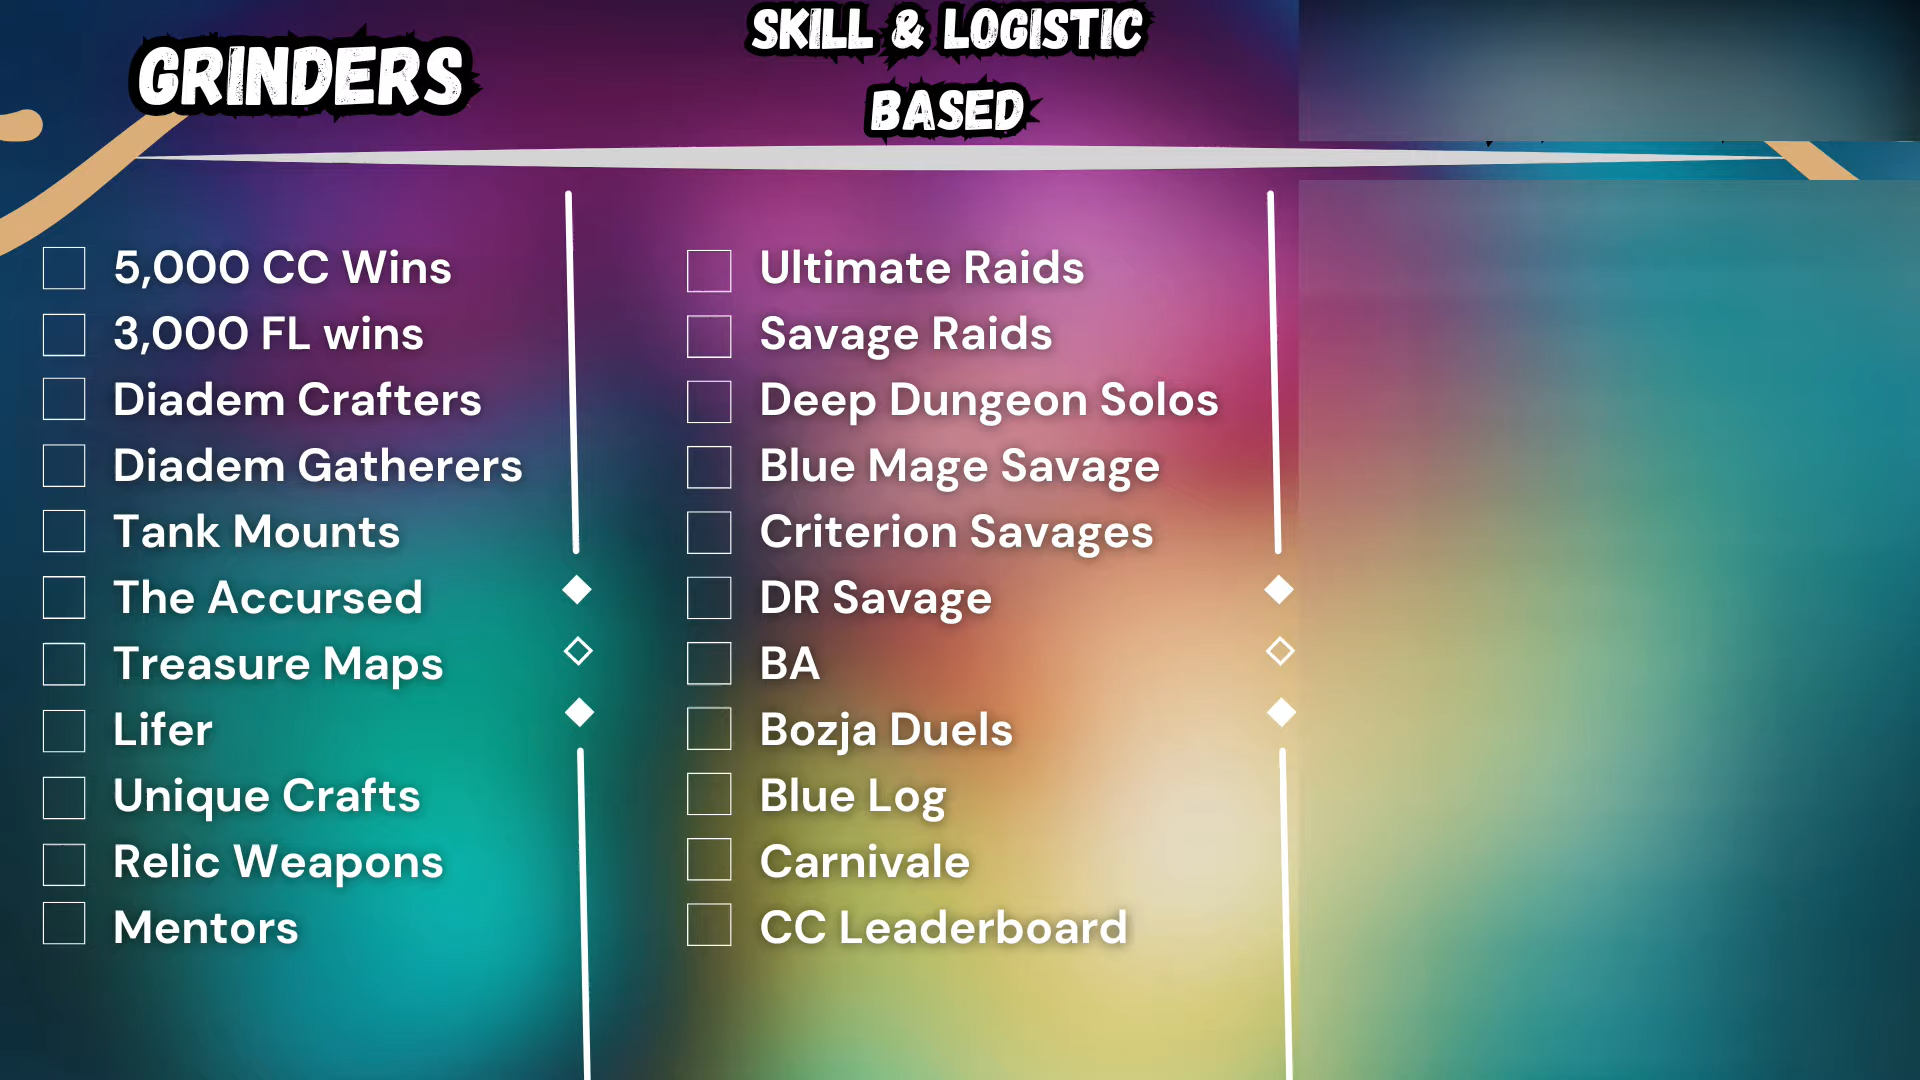 GRINDERS
SKILL & LOGISTIC
BASED
5,000 CC Wins
3,000 FL wins
Diadem Crafters
Diadem Gatherers
Tank Mounts
The Accursed
Treasure Maps
Lifer
Unique Crafts
Relic Weapons
Mentors
Ultimate Raids
Savage Raids
Deep Dungeon Solos
Blue Mage Savage
Criterion Savages
DR Savage
BA
Bozja Duels
Blue Log
Carnivale
CC Leaderboard